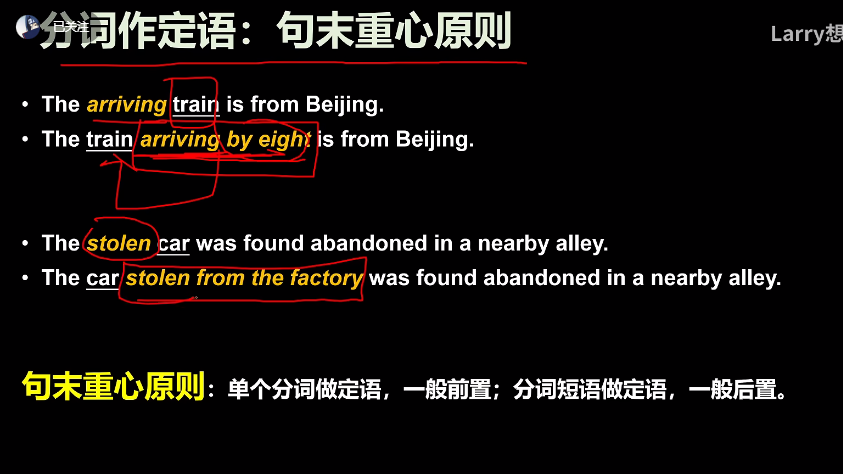 已关注
分词作定语：句末重心原则
Larry想
• The arriving train is from Beijing.
• The train arriving by eight is from Beijing.
• The stolen car was found abandoned in a nearby alley.
• The car stolen from the factory was found abandoned in a nearby alley.
句末重心原则：单个分词做定语，一般前置；分词短语做定语，一般后置。